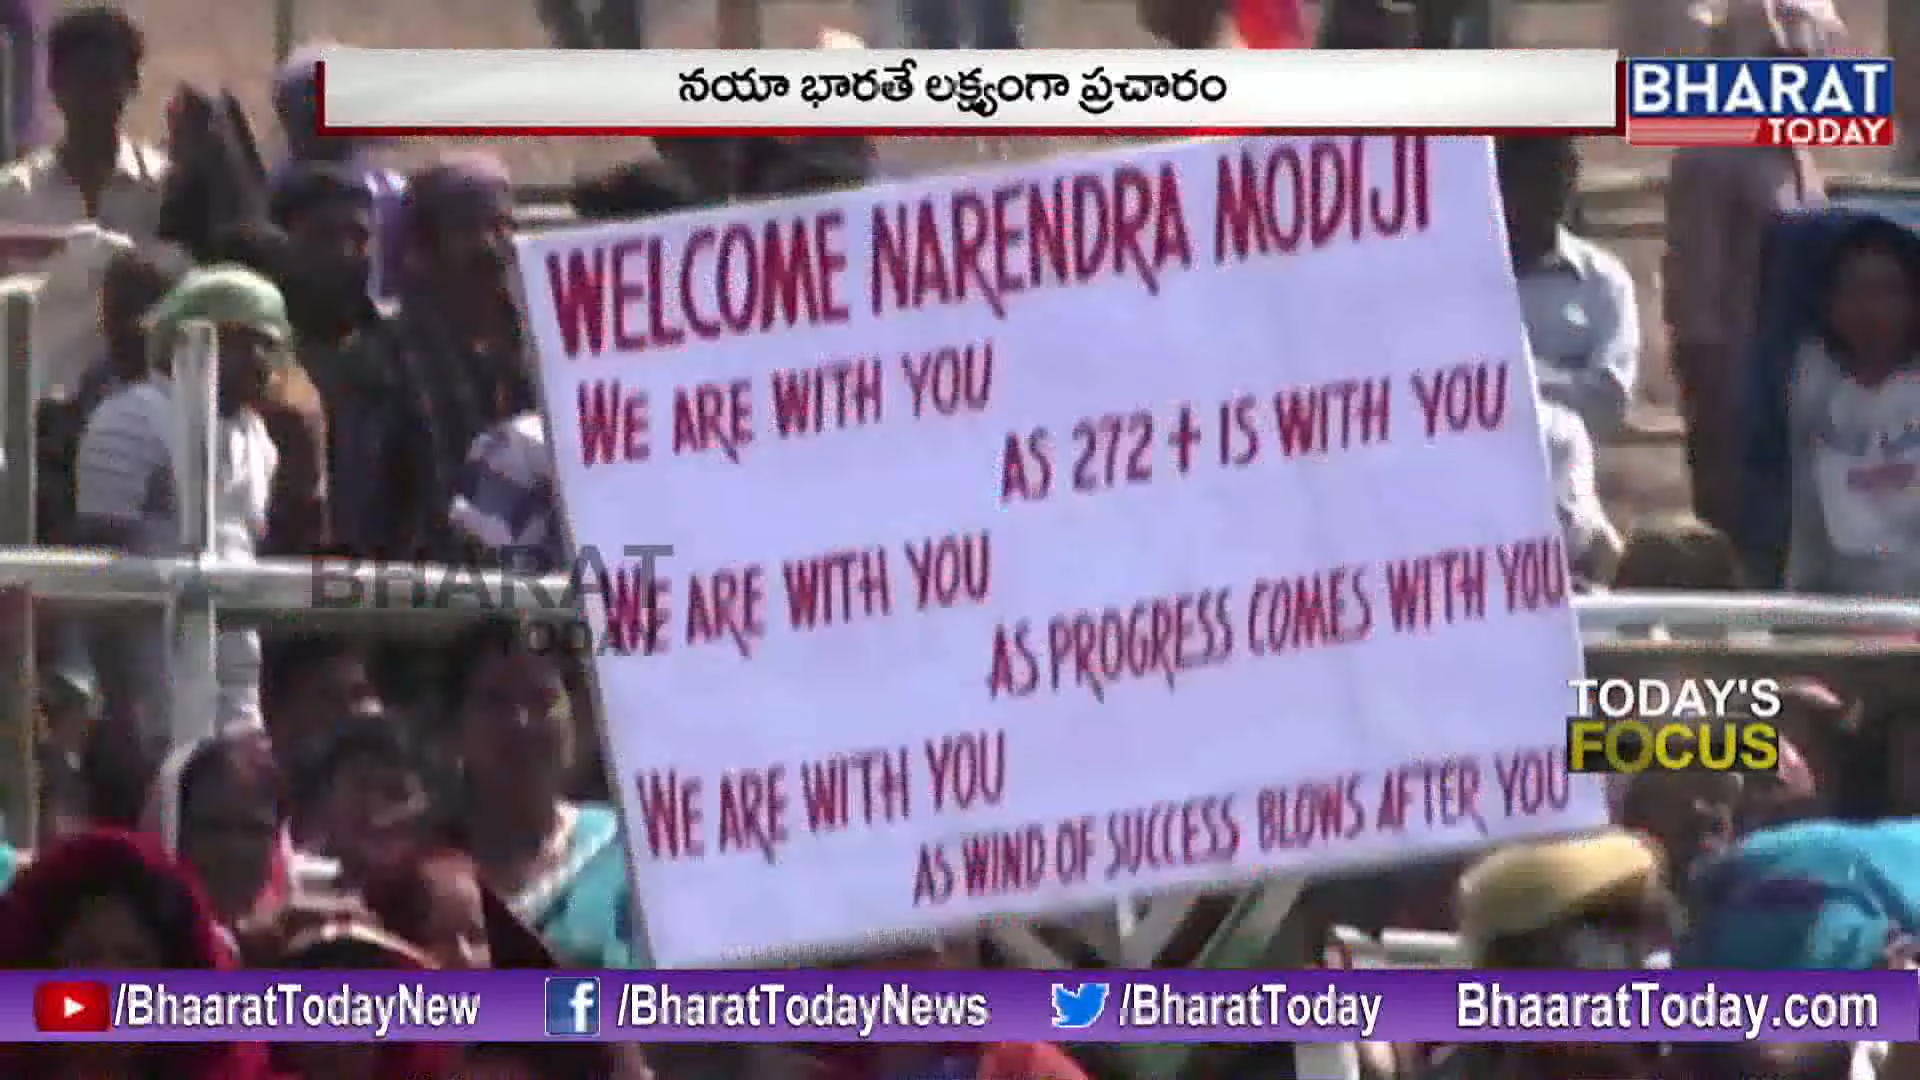 నయా భారతే లక్ష్యంగా ప్రచారం
BHARAT
TODAY
WELCOME NARENDRA MODIJI
WE ARE WITH YOU
AS 272 + IS WITH YOU
WE ARE WITH YOU
AS PROGRESS COMES WITH YOU
WE ARE WITH YOU
AS WIND OF SUCCESS BLOWS AFTER YOU
BHARAT
TODAY
TODAY'S
FOCUS
/BhaaratTodayNew
/BharatTodayNews
/BharatToday
BhaaratToday.com